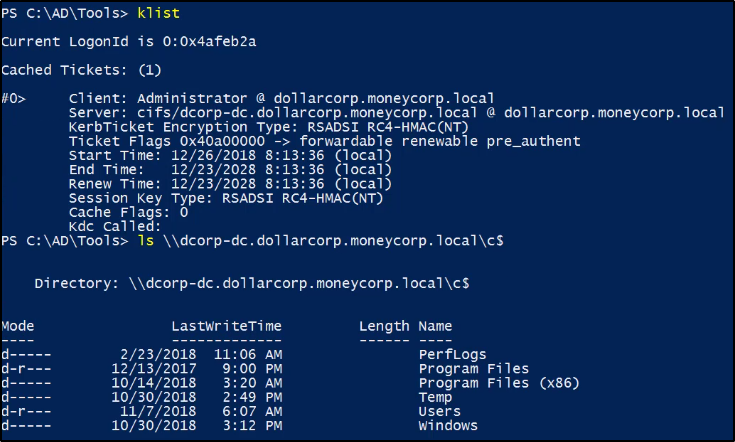 PS C:\AD\Tools> klist
Current LogonId is 0:0x4afeb2a
Cached Tickets: (1)
#0>     Client: Administrator @ dollarcorp.moneycorp.local
        Server: cifs/dcorp-dc.dollarcorp.moneycorp.local @ dollarcorp.moneycorp.local
        KerbTicket Encryption Type: RSADSI RC4-HMAC(NT)
        Ticket Flags 0x40a00000 -> forwardable renewable pre_authent
        Start Time: 12/26/2018 8:13:36 (local)
        End Time:   12/23/2028 8:13:36 (local)
        Renew Time: 12/23/2028 8:13:36 (local)
        Session Key Type: RSADSI RC4-HMAC(NT)
        Cache Flags: 0
        Kdc Called:
PS C:\AD\Tools> ls \\dcorp-dc.dollarcorp.moneycorp.local\c$
    Directory: \\dcorp-dc.dollarcorp.moneycorp.local\c$
Mode                LastWriteTime         Length Name
----                -------------         ------ ----
d-----        2/23/2018  11:06 AM                PerfLogs
d-r---       12/13/2017   9:00 PM                Program Files
d-----       10/14/2018   3:20 AM                Program Files (x86)
d-----       10/30/2018   2:49 PM                Temp
d-r---        11/7/2018   6:07 AM                Users
d-----       10/30/2018   3:12 PM                Windows